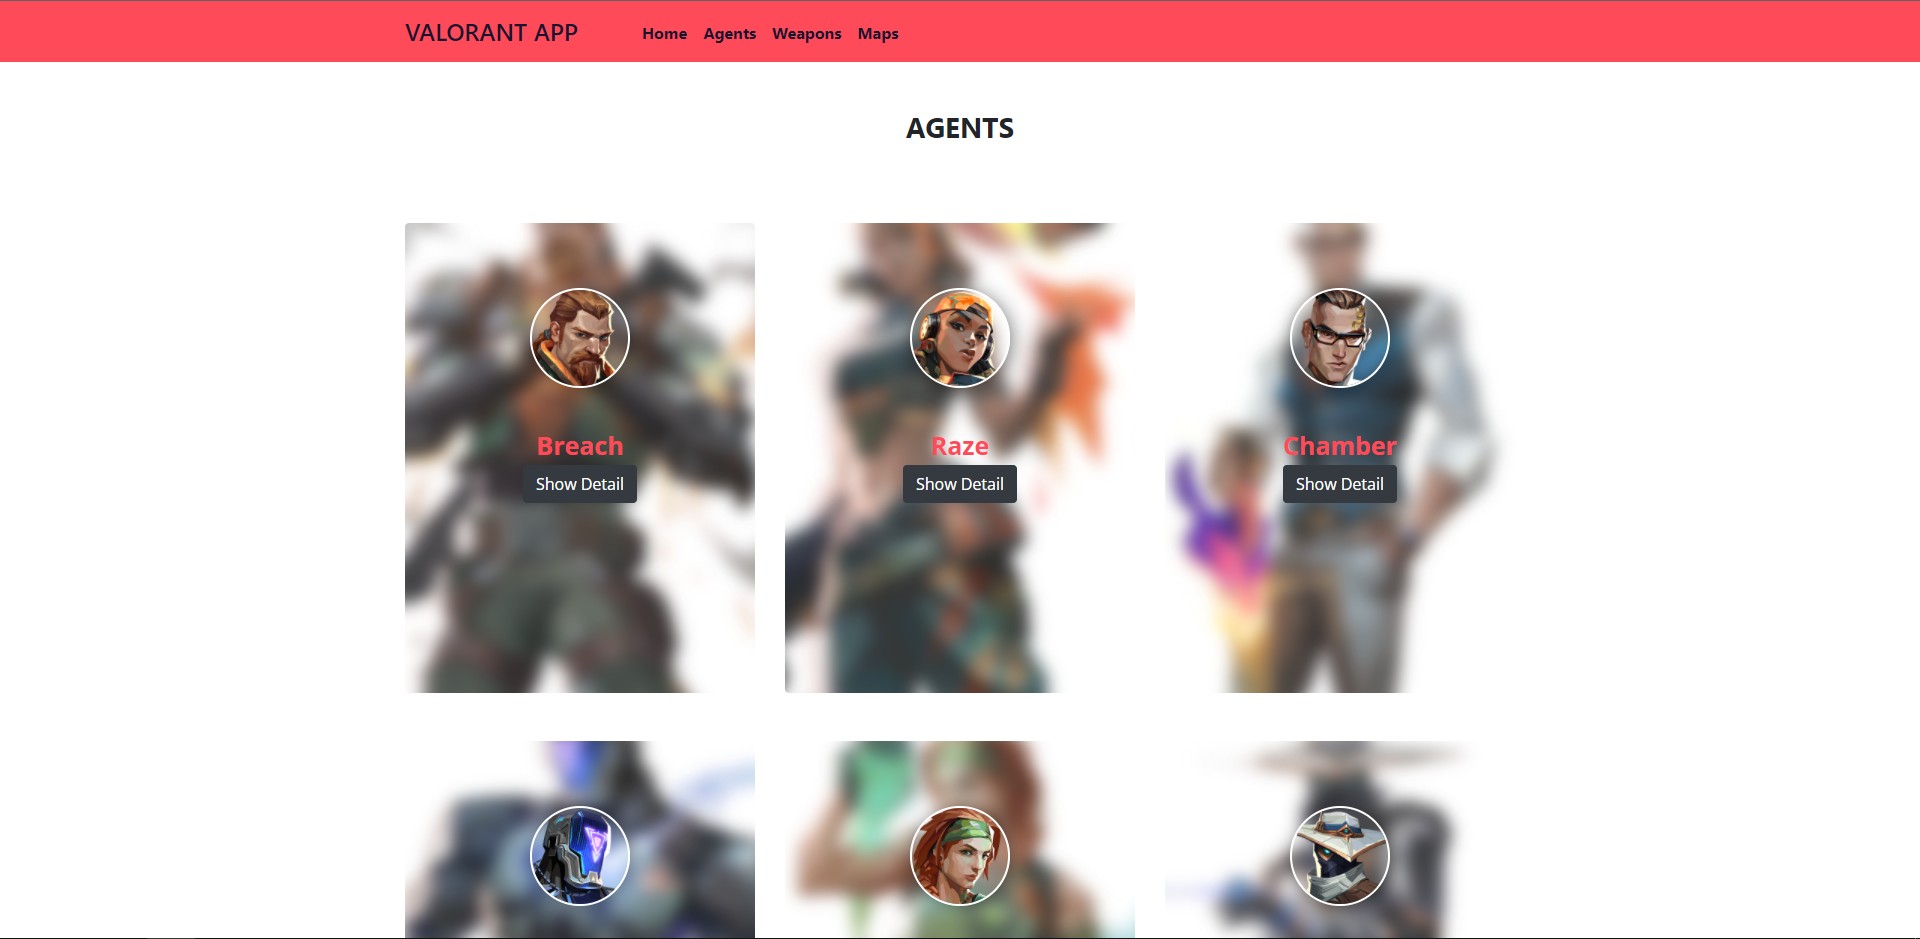 VALORANT APP Home Agents Weapons Maps
AGENTS
Breach
Show Detail
Raze
Show Detail
Chamber
Show Detail